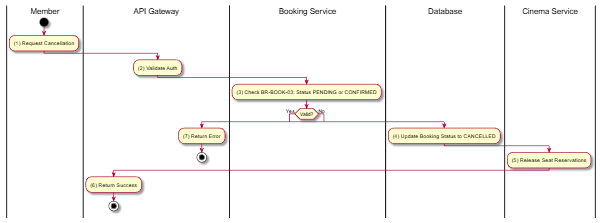 Member API Gateway Booking Service Database Cinema Service
(1) Request Cancellation
(2) Validate Auth
(3) Check BR-BOOK-03: Status PENDING or CONFIRMED
Yes Valid? No
(7) Return Error (4) Update Booking Status to CANCELLED
(5) Release Seat Reservations
(6) Return Success